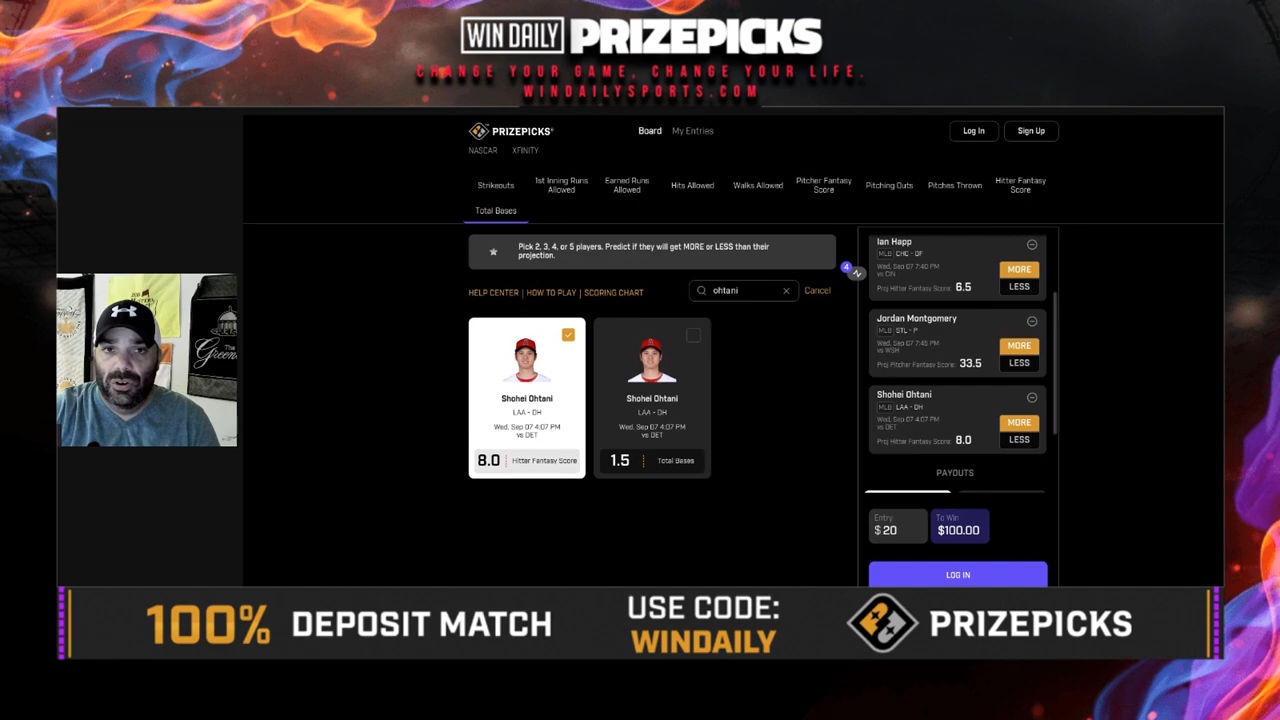 WIN DAILY PRIZEPICKS
CHANGE YOUR GAME, CHANGE YOUR LIFE.
WINDAILYSPORTS.COM
PRIZEPICKS
Board My Entries
Log In Sign Up
NASCAR XFINITY
Strikeouts
1st Inning Runs
Allowed
Earned Runs
Allowed
Hits Allowed
Walks Allowed
Pitcher Fantasy
Score
Pitching Outs
Pitches Thrown
Hitter Fantasy
Score
Total Bases
Pick 2, 3, 4, or 5 players. Predict if they will get MORE or LESS than their
projection.
HELP CENTER | HOW TO PLAY | SCORING CHART
ohtani
Cancel
Shohei Ohtani
LAA - DH
Wed, Sep 07 4:07 PM
vs DET
8.0 Hitter Fantasy Score
Shohei Ohtani
LAA - DH
Wed, Sep 07 4:07 PM
vs DET
1.5 Total Bases
4
Ian Happ
MLB CHC - OF
Wed, Sep 07 7:40 PM
vs CIN
Proj Hitter Fantasy Score: 6.5
MORE
LESS
Jordan Montgomery
MLB STL - P
Wed, Sep 07 7:45 PM
vs WSH
Proj Pitcher Fantasy Score: 33.5
MORE
LESS
Shohei Ohtani
MLB LAA - DH
Wed, Sep 07 4:07 PM
vs DET
Proj Hitter Fantasy Score: 8.0
MORE
LESS
PAYOUTS
Entry
$ 20
To Win
$100.00
LOG IN
100% DEPOSIT MATCH
USE CODE:
WINDAILY
PRIZEPICKS